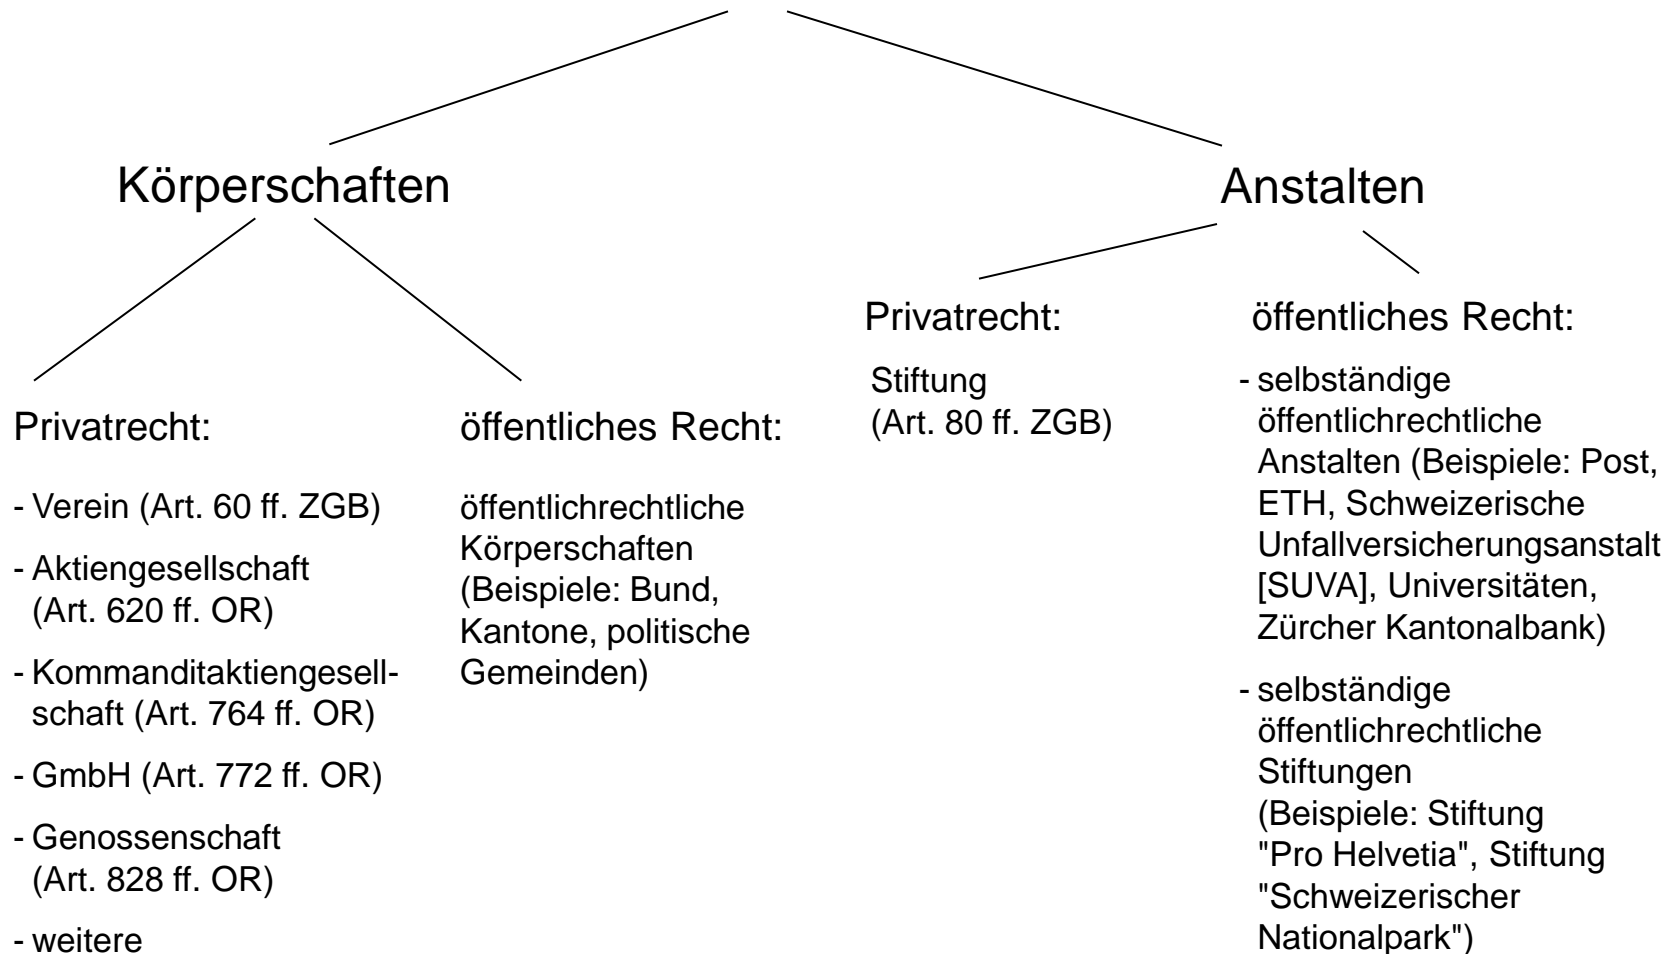 Körperschaften
Privatrecht:
- Verein (Art. 60 ff. ZGB)
- Aktiengesellschaft
(Art. 620 ff. OR)
- Kommanditaktiengesell-
schaft (Art. 764 ff. OR)
- GmbH (Art. 772 ff. OR)
- Genossenschaft
(Art. 828 ff. OR)
- weitere
öffentliches Recht:
öffentlichrechtliche
Körperschaften
(Beispiele: Bund,
Kantone, politische
Gemeinden)
Anstalten
Privatrecht:
Stiftung
(Art. 80 ff. ZGB)
öffentliches Recht:
- selbständige
öffentlichrechtliche
Anstalten (Beispiele: Post,
ETH, Schweizerische
Unfallversicherungsanstalt
[SUVA], Universitäten,
Zürcher Kantonalbank)
- selbständige
öffentlichrechtliche
Stiftungen
(Beispiele: Stiftung
"Pro Helvetia", Stiftung
"Schweizerischer
Nationalpark")